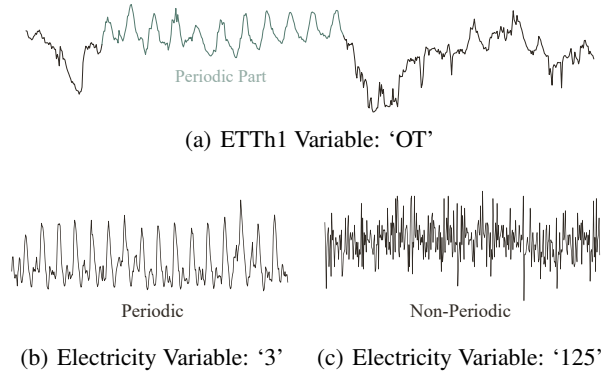 Periodic Part
(a) ETTh1 Variable: ‘OT’
Periodic
Non-Periodic
(b) Electricity Variable: ‘3’
(c) Electricity Variable: ‘125’